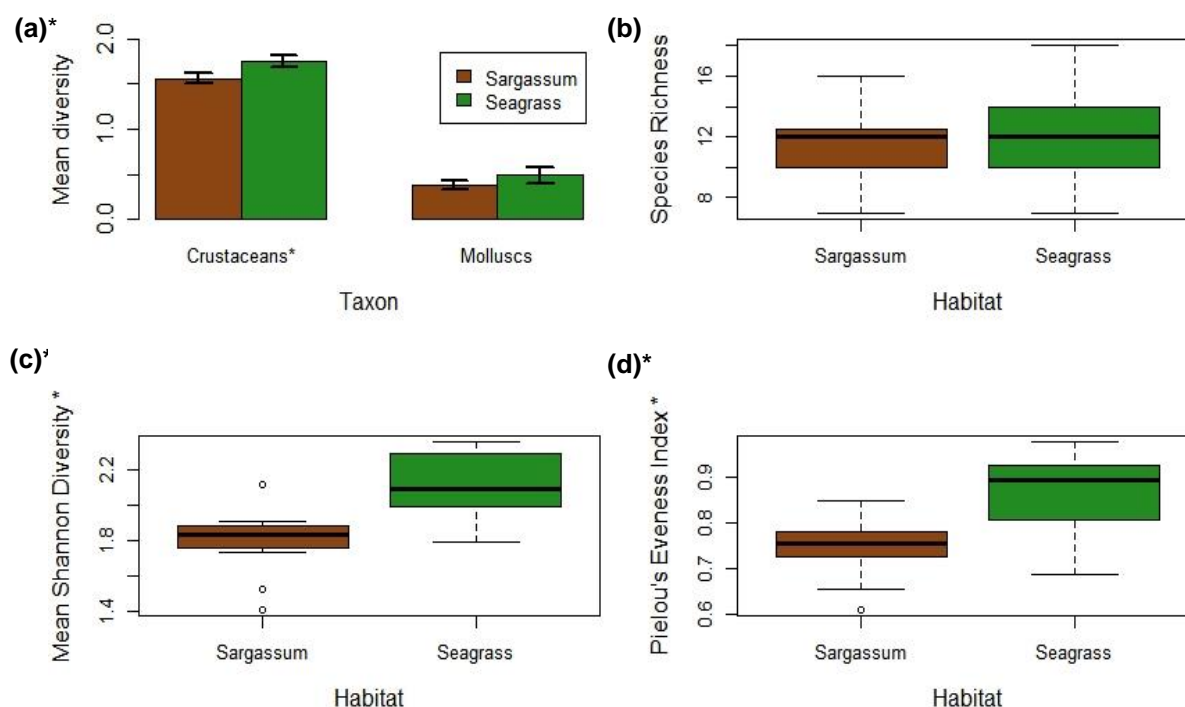 (a)*
Mean diversity
2.0
1.0
0.0
Sargassum
Seagrass
Crustaceans*
Molluscs
Taxon
(b)
Species Richness
16
12
8
Sargassum
Seagrass
Habitat
(c)*
Mean Shannon Diversity *
2.2
1.8
1.4
Sargassum
Seagrass
Habitat
(d)*
Pielou's Eveness Index *
0.9
0.8
0.7
0.6
Sargassum
Seagrass
Habitat